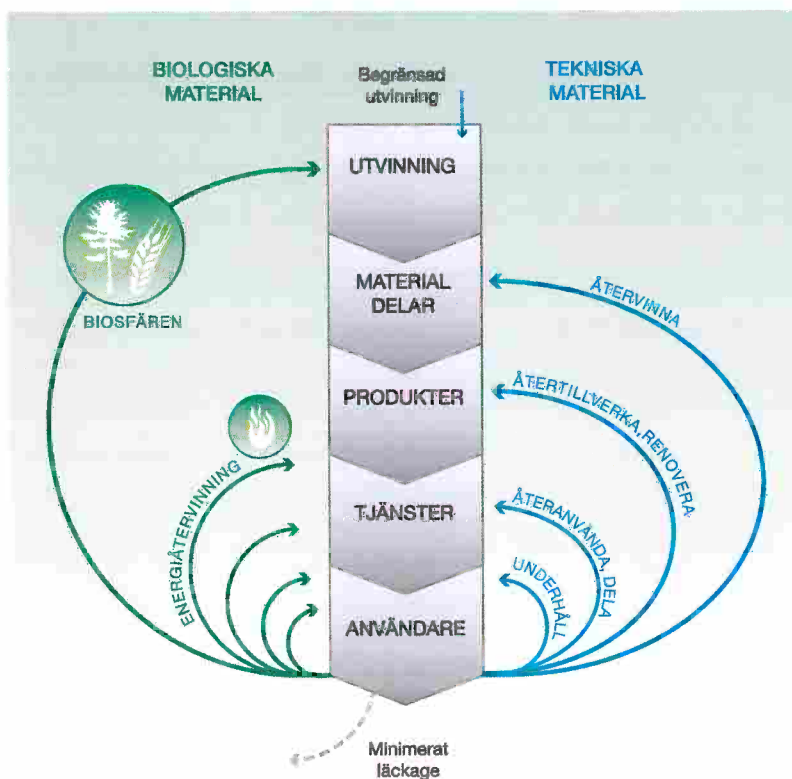 BIOLOGISKA
MATERIAL
Begränsad
utvinning
TEKNISKA
MATERIAL
UTVINNING
MATERIAL
DELAR
PRODUKTER
TJÄNSTER
ANVÄNDARE
BIOSFÄREN
ENERGIÅTERVINNING
ÅTERVINNA
ÅTERTILLVERKA, RENOVERA
ÅTERANVÄNDA, DELA
UNDERHÅLL
Minimerat
läckage